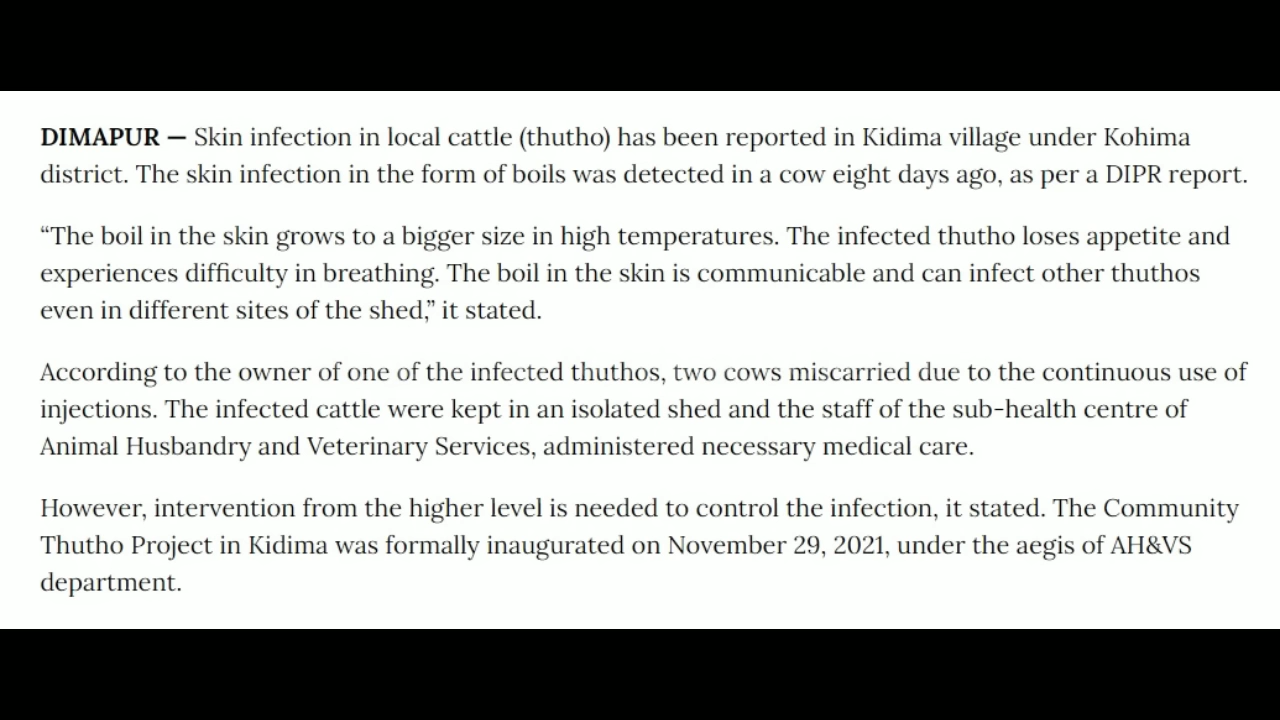 DIMAPUR — Skin infection in local cattle (thutho) has been reported in Kidima village under Kohima
district. The skin infection in the form of boils was detected in a cow eight days ago, as per a DIPR report.
“The boil in the skin grows to a bigger size in high temperatures. The infected thutho loses appetite and
experiences difficulty in breathing. The boil in the skin is communicable and can infect other thuthos
even in different sites of the shed,” it stated.
According to the owner of one of the infected thuthos, two cows miscarried due to the continuous use of
injections. The infected cattle were kept in an isolated shed and the staff of the sub-health centre of
Animal Husbandry and Veterinary Services, administered necessary medical care.
However, intervention from the higher level is needed to control the infection, it stated. The Community
Thutho Project in Kidima was formally inaugurated on November 29, 2021, under the aegis of AH&VS
department.